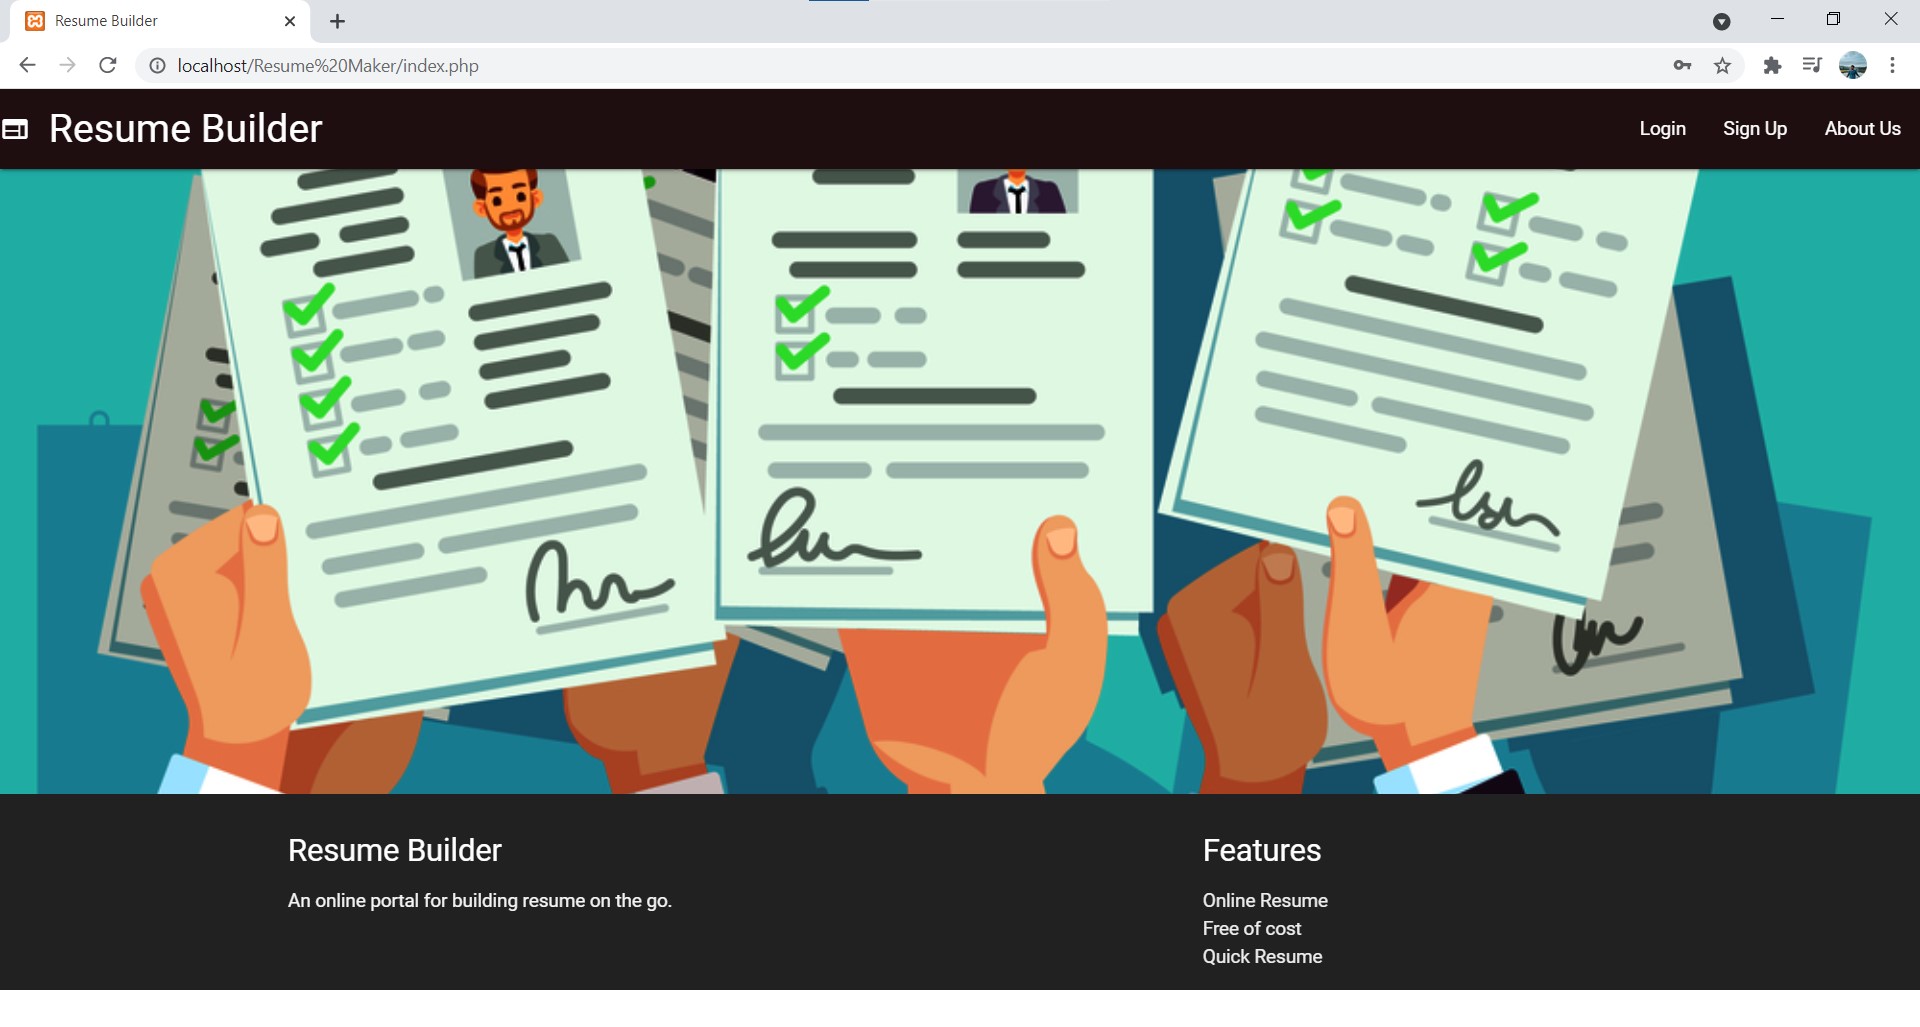 Resume Builder
localhost/Resume%20Maker/index.php
Resume Builder
Login
Sign Up
About Us
Resume Builder
An online portal for building resume on the go.
Features
Online Resume
Free of cost
Quick Resume